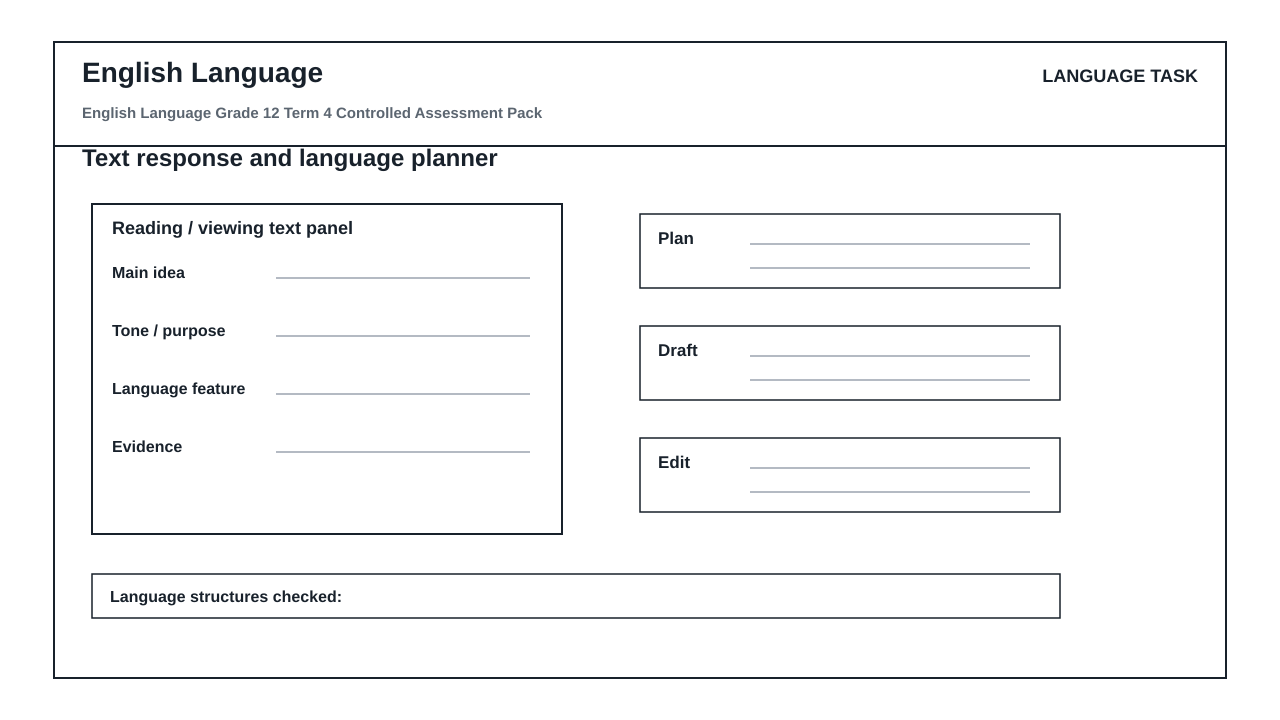 English Language
LANGUAGE TASK
English Language Grade 12 Term 4 Controlled Assessment Pack
Text response and language planner
Reading / viewing text panel
Main idea
Tone / purpose
Language feature
Evidence
Plan
Draft
Edit
Language structures checked: